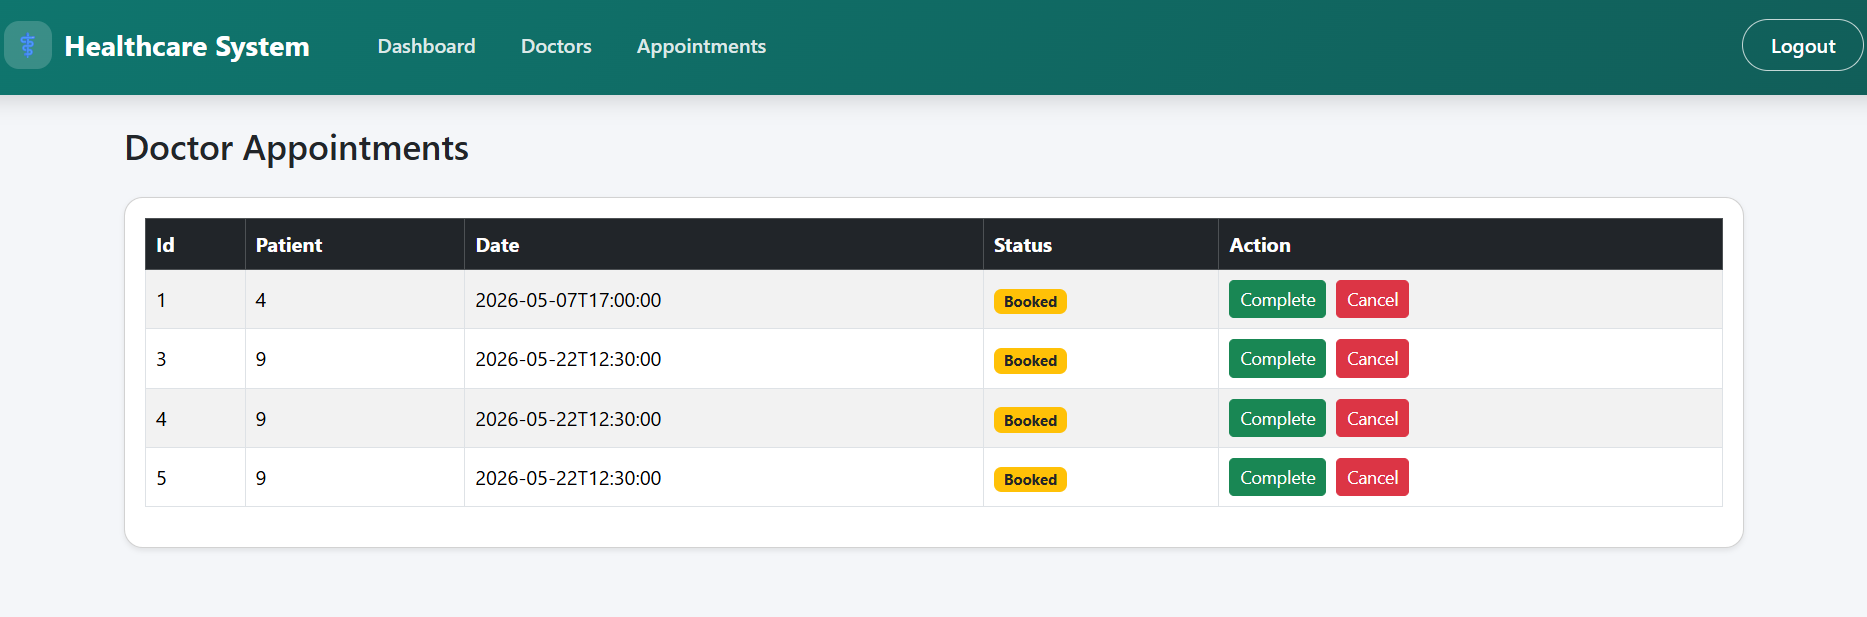 Healthcare System Dashboard Doctors Appointments Logout
Doctor Appointments
Id Patient Date Status Action
1 4 2026-05-07T17:00:00 Booked Complete Cancel
3 9 2026-05-22T12:30:00 Booked Complete Cancel
4 9 2026-05-22T12:30:00 Booked Complete Cancel
5 9 2026-05-22T12:30:00 Booked Complete Cancel